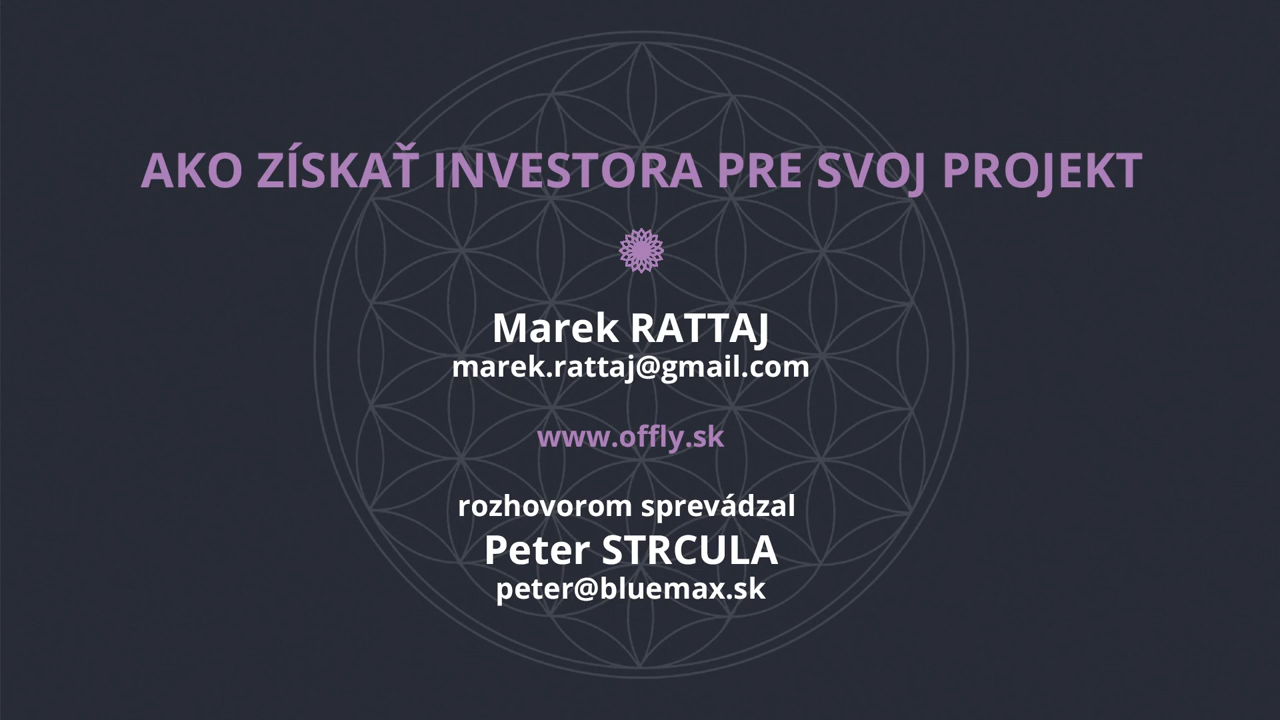 AKO ZÍSKAŤ INVESTORA PRE SVOJ PROJEKT
Marek RATTAJ
marek.rattaj@gmail.com
www.offly.sk
rozhovorom sprevádzal
Peter STRCULA
peter@bluemax.sk